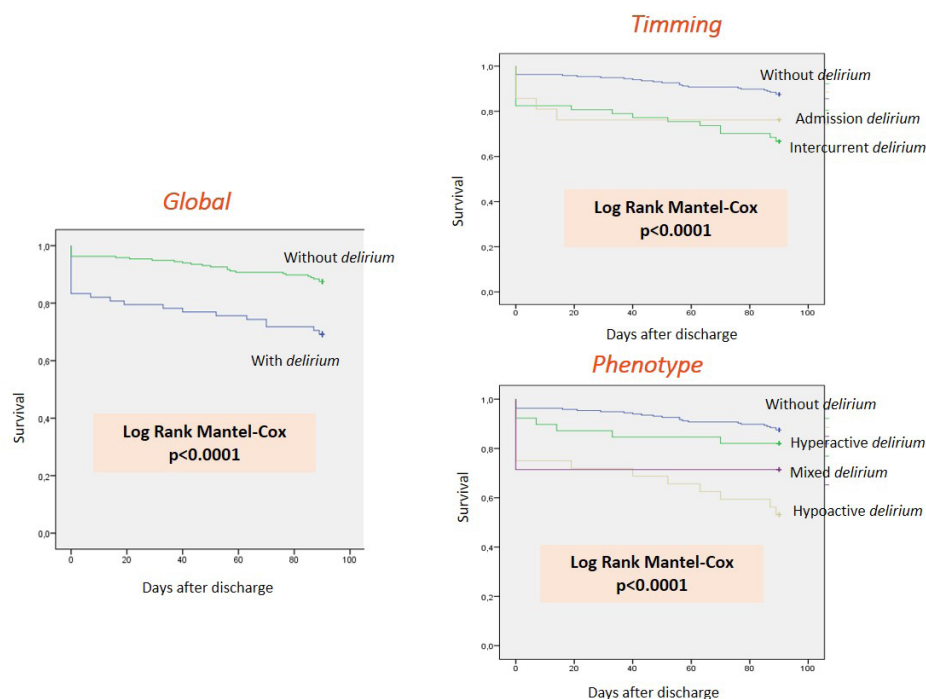 Global
1,0
0,8
0,6
0,4
0,2
0,0
Survival
Without delirium
With delirium
Log Rank Mantel-Cox
p<0.0001
0 20 40 60 80 100
Days after discharge
Timming
1,0
0,8
0,6
0,4
0,2
0,0
Survival
Without delirium
Admission delirium
Intercurrent delirium
Log Rank Mantel-Cox
p<0.0001
0 20 40 60 80 100
Days after discharge
Phenotype
1,0
0,8
0,6
0,4
0,2
0,0
Survival
Without delirium
Hyperactive delirium
Mixed delirium
Hypoactive delirium
Log Rank Mantel-Cox
p<0.0001
0 20 40 60 80 100
Days after discharge